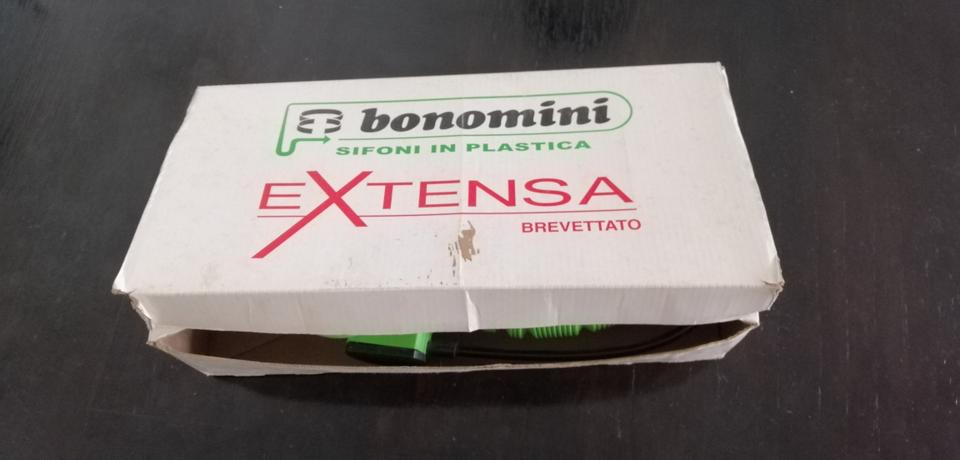 bonomini
SIFONI IN PLASTICA
EXTENSA
BREVETTATO